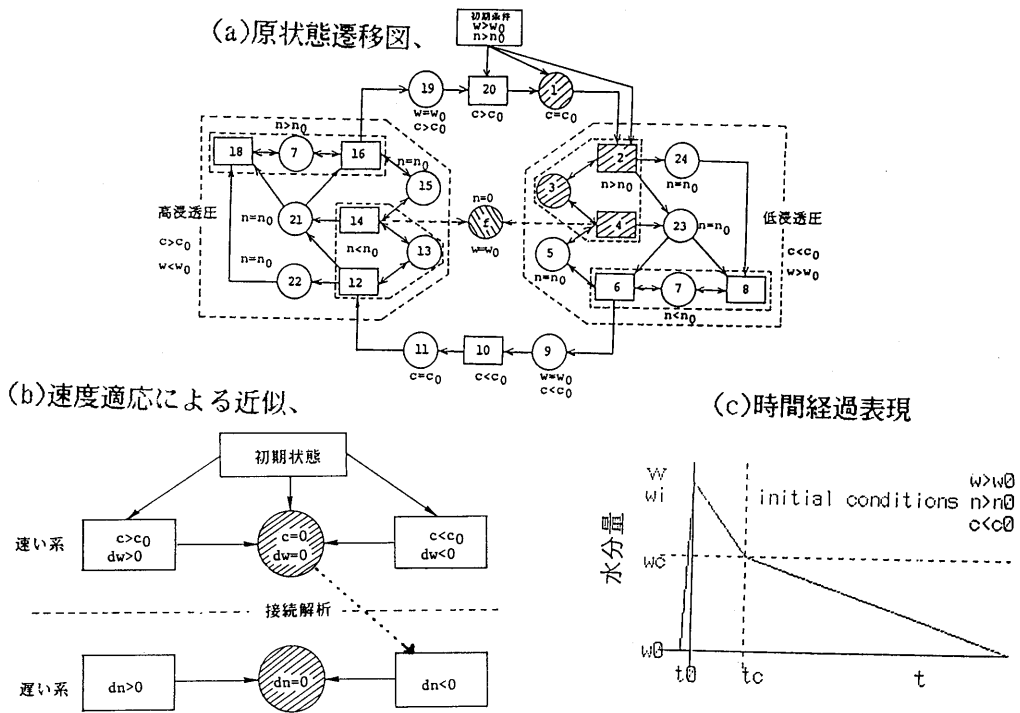 (a)原状態遷移図、
初期条件
w>w0
n>n0
19
20
1
w=w0
c>c0
c>c0
c=c0
n>n0
18
7
16
n=n0
15
高浸透圧
c>c0
w<w0
n=n0
21
14
n<n0
13
n=n0
22
12
n=0
f
w=w0
2
24
3
n>n0
n=n0
4
23
n=n0
低浸透圧
c<c0
w>w0
5
n=n0
6
7
8
n<n0
11
10
9
c=c0
c<c0
w=w0
c<c0
(b)速度適応による近似、
初期状態
速い系
c>c0
dw>0
c=0
dw=0
c<c0
dw<0
接続解析
遅い系
dn>0
dn=0
dn<0
(c)時間経過表現
W
wi
initial conditions
w>w0
n>n0
c<c0
水分量
wc
w0
t0
tc
t